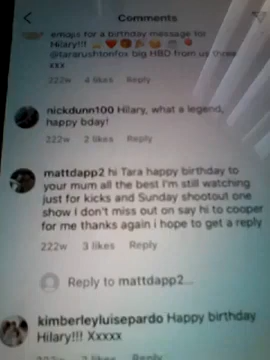 Comments
emojis for a birthday message for
Hilary!!!
@tararushtonfox big HBD from us three
xxx
222w 4 likes Reply
nickdunn100 Hilary, what a legend,
happy bday!
222w 2 likes Reply
mattdapp2 hi Tara happy birthday to
your mum all the best I'm still watching
just for kicks and Sunday shootout one
show I don't miss out on say hi to cooper
for me thanks again i hope to get a reply
222w 3 likes Reply
Reply to mattdapp2...
kimberleyluisepardo Happy birthday
Hilary!!! Xxxxx
Reply